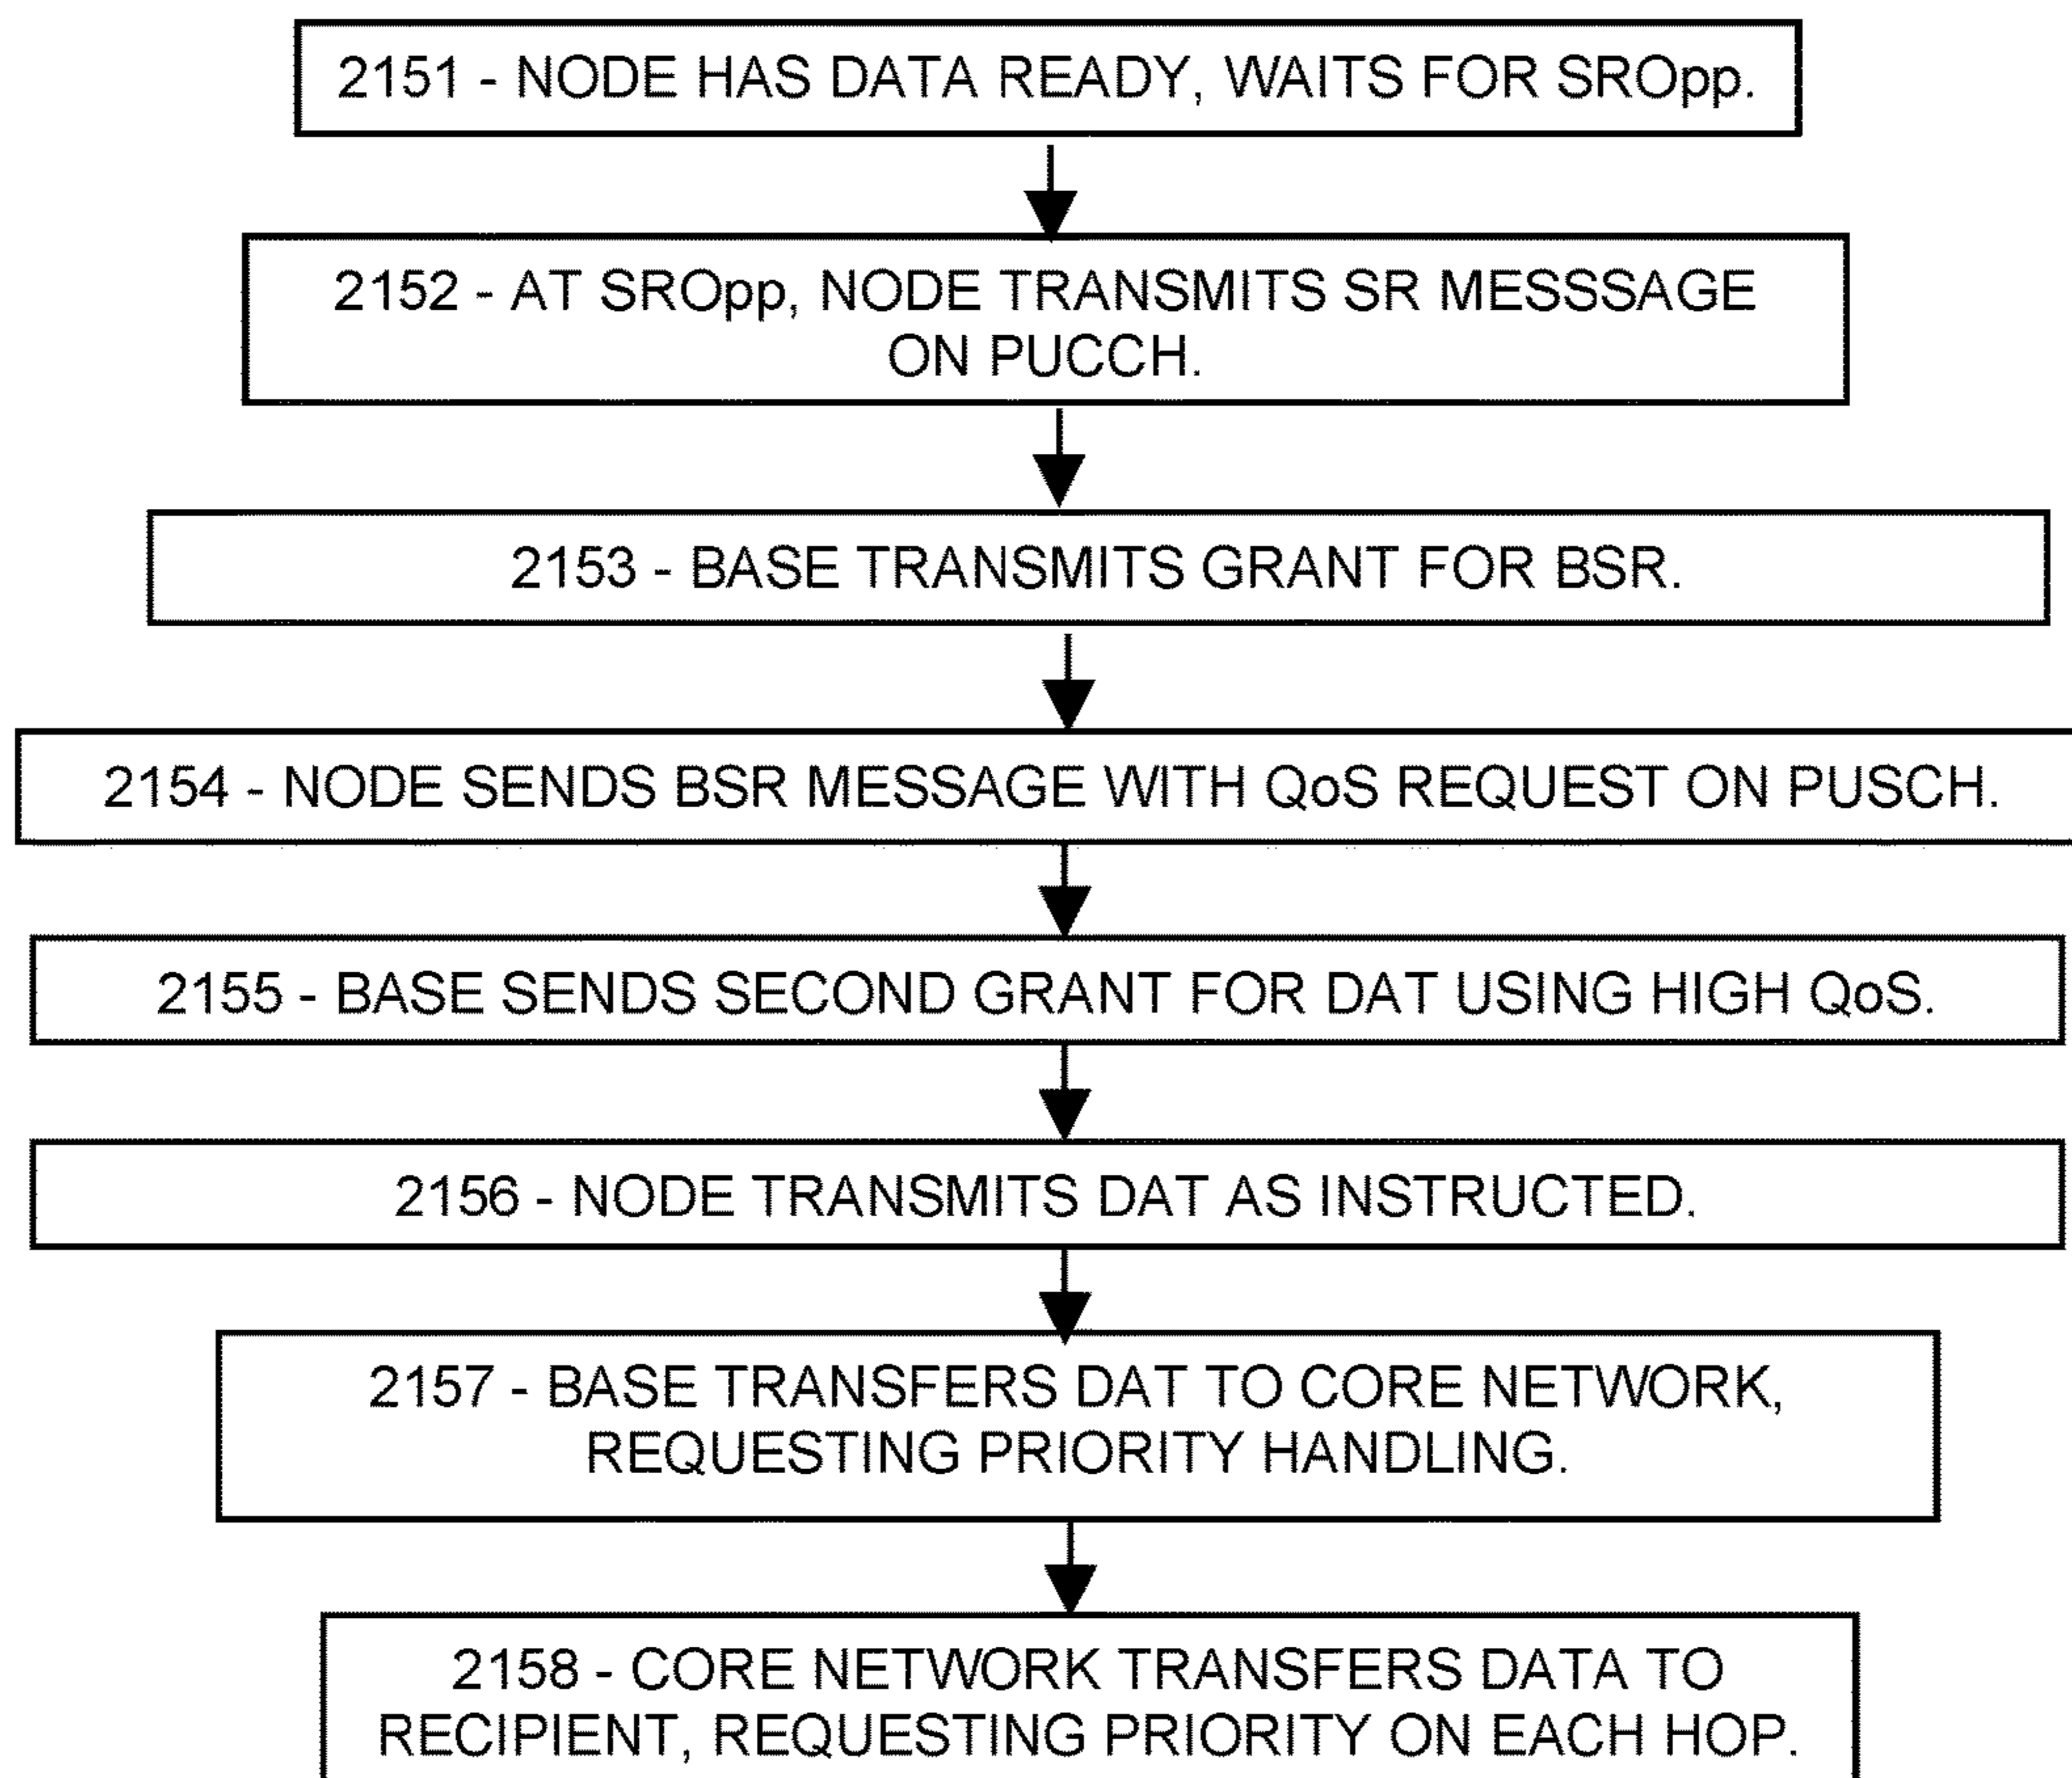 2151 - NODE HAS DATA READY, WAITS FOR SROpp.
2152 - AT SROpp, NODE TRANSMITS SR MESSSAGE
ON PUCCH.
2153 - BASE TRANSMITS GRANT FOR BSR.
2154 - NODE SENDS BSR MESSAGE WITH QoS REQUEST ON PUSCH.
2155 - BASE SENDS SECOND GRANT FOR DAT USING HIGH QoS.
2156 - NODE TRANSMITS DAT AS INSTRUCTED.
2157 - BASE TRANSFERS DAT TO CORE NETWORK,
REQUESTING PRIORITY HANDLING.
2158 - CORE NETWORK TRANSFERS DATA TO
RECIPIENT, REQUESTING PRIORITY ON EACH HOP.